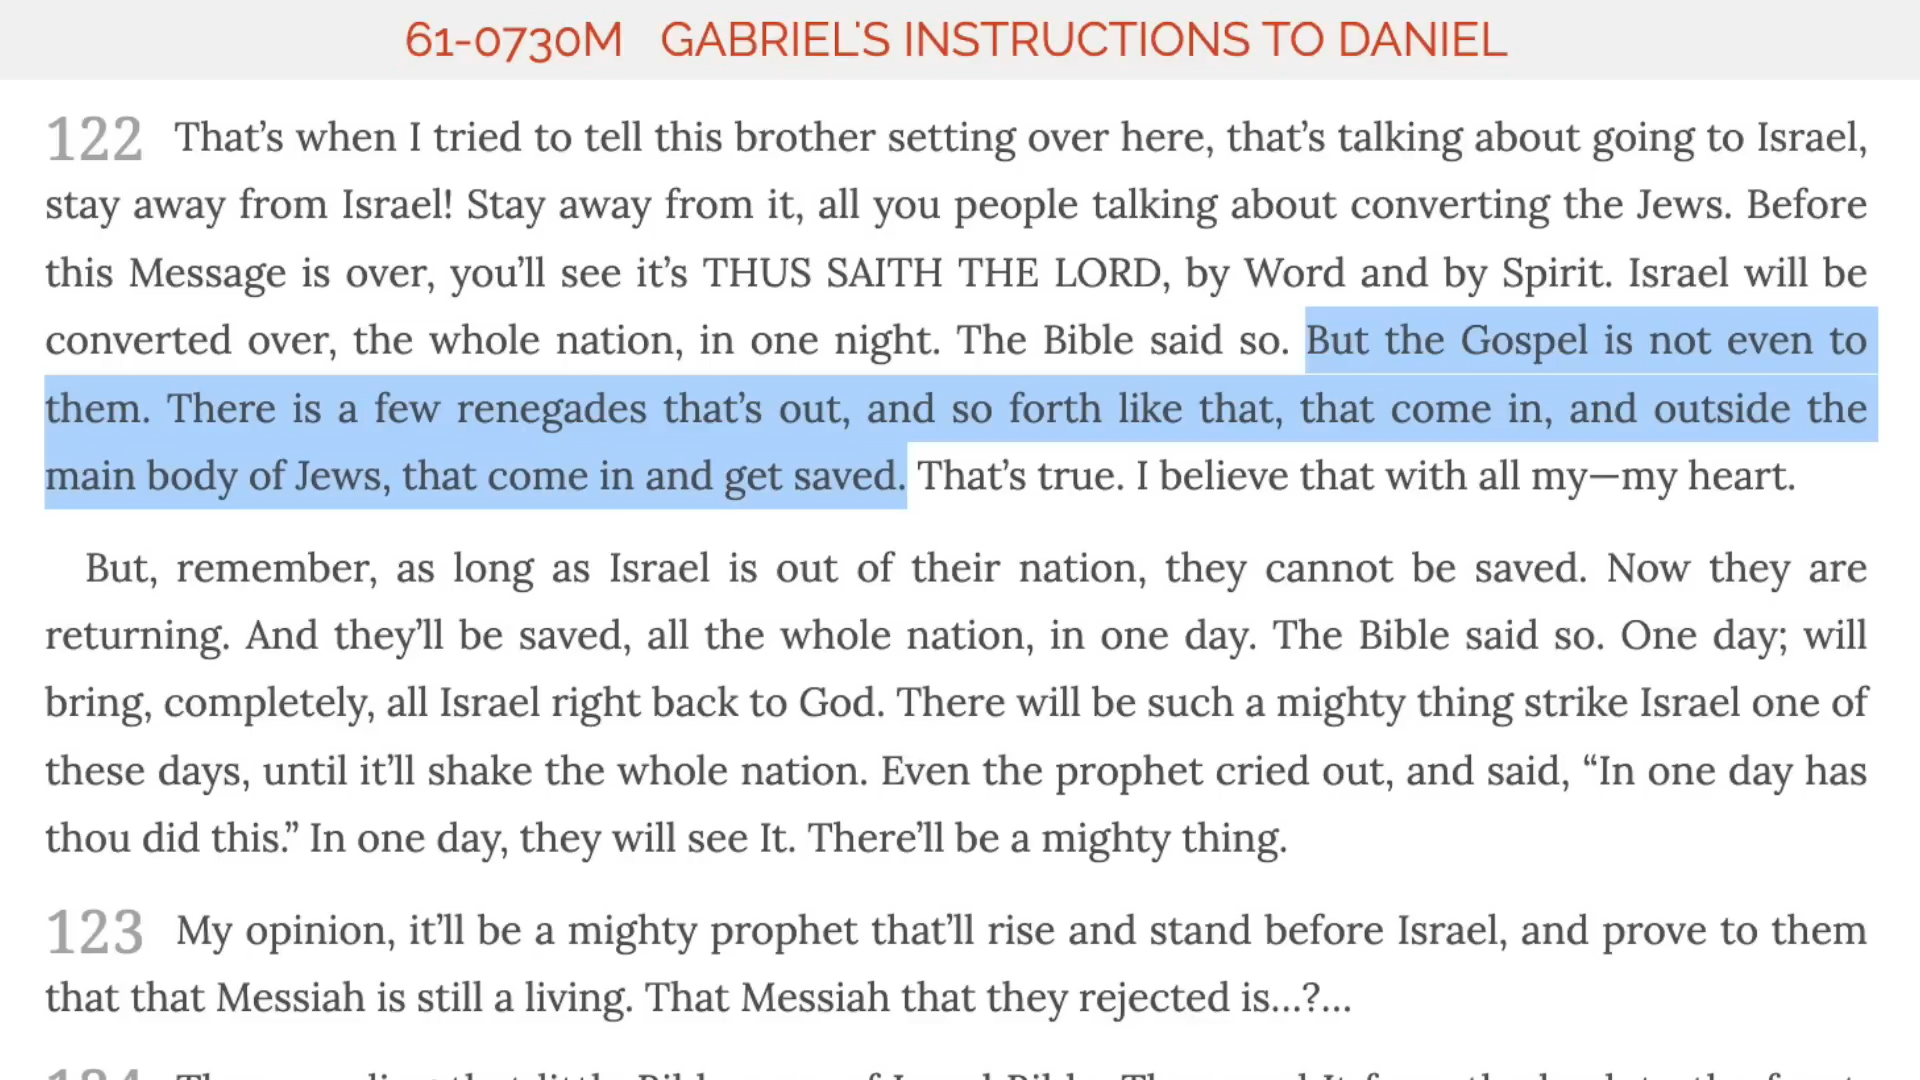 61-0730M GABRIEL'S INSTRUCTIONS TO DANIEL
122 That’s when I tried to tell this brother setting over here, that’s talking about going to Israel,
stay away from Israel! Stay away from it, all you people talking about converting the Jews. Before
this Message is over, you’ll see it’s THUS SAITH THE LORD, by Word and by Spirit. Israel will be
converted over, the whole nation, in one night. The Bible said so. But the Gospel is not even to
them. There is a few renegades that’s out, and so forth like that, that come in, and outside the
main body of Jews, that come in and get saved. That’s true. I believe that with all my—my heart.
But, remember, as long as Israel is out of their nation, they cannot be saved. Now they are
returning. And they’ll be saved, all the whole nation, in one day. The Bible said so. One day; will
bring, completely, all Israel right back to God. There will be such a mighty thing strike Israel one of
these days, until it’ll shake the whole nation. Even the prophet cried out, and said, “In one day has
thou did this.” In one day, they will see It. There’ll be a mighty thing.
123 My opinion, it’ll be a mighty prophet that’ll rise and stand before Israel, and prove to them
that that Messiah is still a living. That Messiah that they rejected is...?...